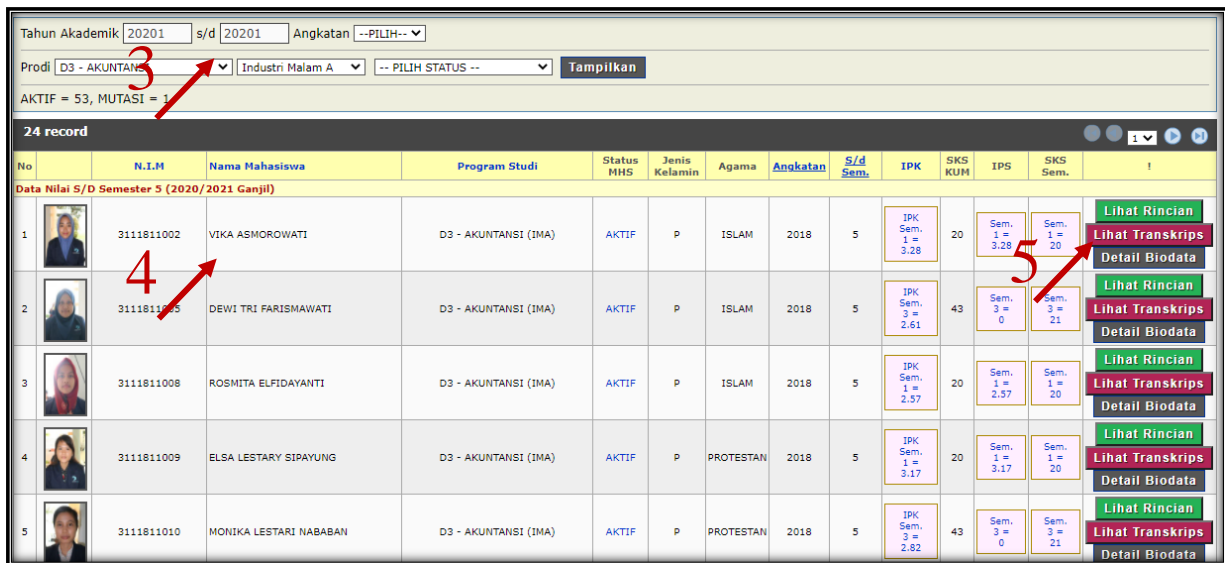 Tahun Akademik 20201 s/d 20201 Angkatan --PILIH--
3
Prodi D3 - AKUNTANSI Industri Malam A -- PILIH STATUS -- Tampilkan
AKTIF = 53, MUTASI = 1
24 record 1
No N.I.M Nama Mahasiswa Program Studi Status MHS Jenis Kelamin Agama Angkatan S/d Sem. IPK SKS KUM IPS SKS Sem. !
Data Nilai S/D Semester 5 (2020/2021 Ganjil)
1 3111811002 VIKA ASMOROWATI D3 - AKUNTANSI (IMA) AKTIF P ISLAM 2018 5 IPK Sem. 1 = 3.28 20 Sem. 1 = 3.28 Sem. 1 = 20 Lihat Rincian Lihat Transkrips Detail Biodata
4
5
2 DEWI TRI FARISMAWATI D3 - AKUNTANSI (IMA) AKTIF P ISLAM 2018 5 IPK Sem. 3 = 2.61 43 Sem. 3 = 0 Sem. 3 = 21 Lihat Rincian Lihat Transkrips Detail Biodata
3 3111811008 ROSMITA ELFIDAYANTI D3 - AKUNTANSI (IMA) AKTIF P ISLAM 2018 5 IPK Sem. 1 = 2.57 20 Sem. 1 = 2.57 Sem. 1 = 20 Lihat Rincian Lihat Transkrips Detail Biodata
4 3111811009 ELSA LESTARY SIPAYUNG D3 - AKUNTANSI (IMA) AKTIF P PROTESTAN 2018 5 IPK Sem. 1 = 3.17 20 Sem. 1 = 3.17 Sem. 1 = 20 Lihat Rincian Lihat Transkrips Detail Biodata
5 3111811010 MONIKA LESTARI NABABAN D3 - AKUNTANSI (IMA) AKTIF P PROTESTAN 2018 5 IPK Sem. 3 = 2.82 43 Sem. 3 = 0 Sem. 3 = 21 Lihat Rincian Lihat Transkrips Detail Biodata